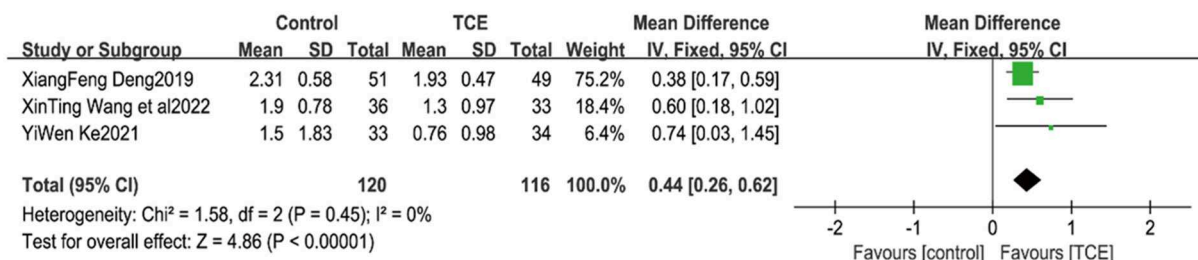 Control TCE Mean Difference Mean Difference
Study or Subgroup Mean SD Total Mean SD Total Weight IV, Fixed, 95% CI IV, Fixed, 95% CI
XiangFeng Deng2019 2.31 0.58 51 1.93 0.47 49 75.2% 0.38 [0.17, 0.59]
XinTing Wang et al2022 1.9 0.78 36 1.3 0.97 33 18.4% 0.60 [0.18, 1.02]
YiWen Ke2021 1.5 1.83 33 0.76 0.98 34 6.4% 0.74 [0.03, 1.45]
Total (95% CI) 120 116 100.0% 0.44 [0.26, 0.62]
Heterogeneity: Chi² = 1.58, df = 2 (P = 0.45); I² = 0%
Test for overall effect: Z = 4.86 (P < 0.00001)
-2 -1 0 1 2
Favours [control] Favours [TCE]